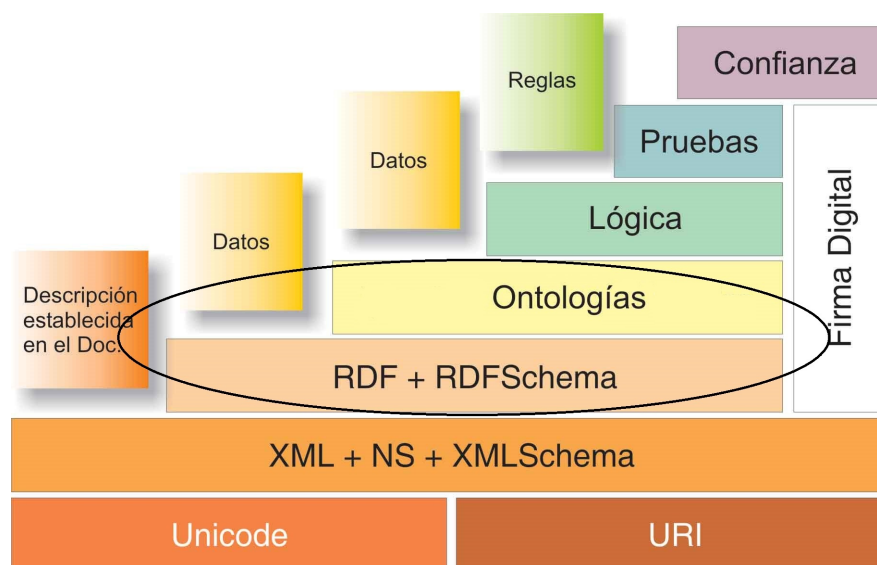 Confianza
Reglas
Pruebas
Datos
Lógica
Datos
Ontologías
Firma Digital
Descripción
establecida
en el Doc.
RDF + RDFSchema
XML + NS + XMLSchema
Unicode
URI